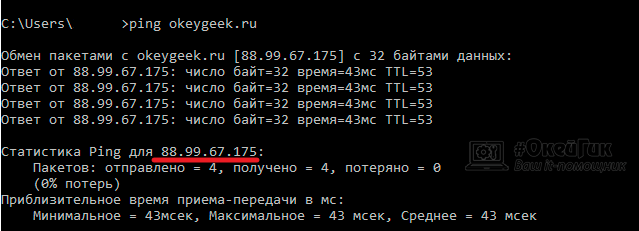 C:\Users\ >ping okeygeek.ru
Обмен пакетами с okeygeek.ru [88.99.67.175] с 32 байтами данных:
Ответ от 88.99.67.175: число байт=32 время=43мс TTL=53
Ответ от 88.99.67.175: число байт=32 время=43мс TTL=53
Ответ от 88.99.67.175: число байт=32 время=43мс TTL=53
Ответ от 88.99.67.175: число байт=32 время=43мс TTL=53
Статистика Ping для 88.99.67.175:
Пакетов: отправлено = 4, получено = 4, потеряно = 0
(0% потерь)
Приблизительное время приема-передачи в мс:
Минимальное = 43мсек, Максимальное = 43 мсек, Среднее = 43 мсек
#ОкейГик
Ваш it-помощник